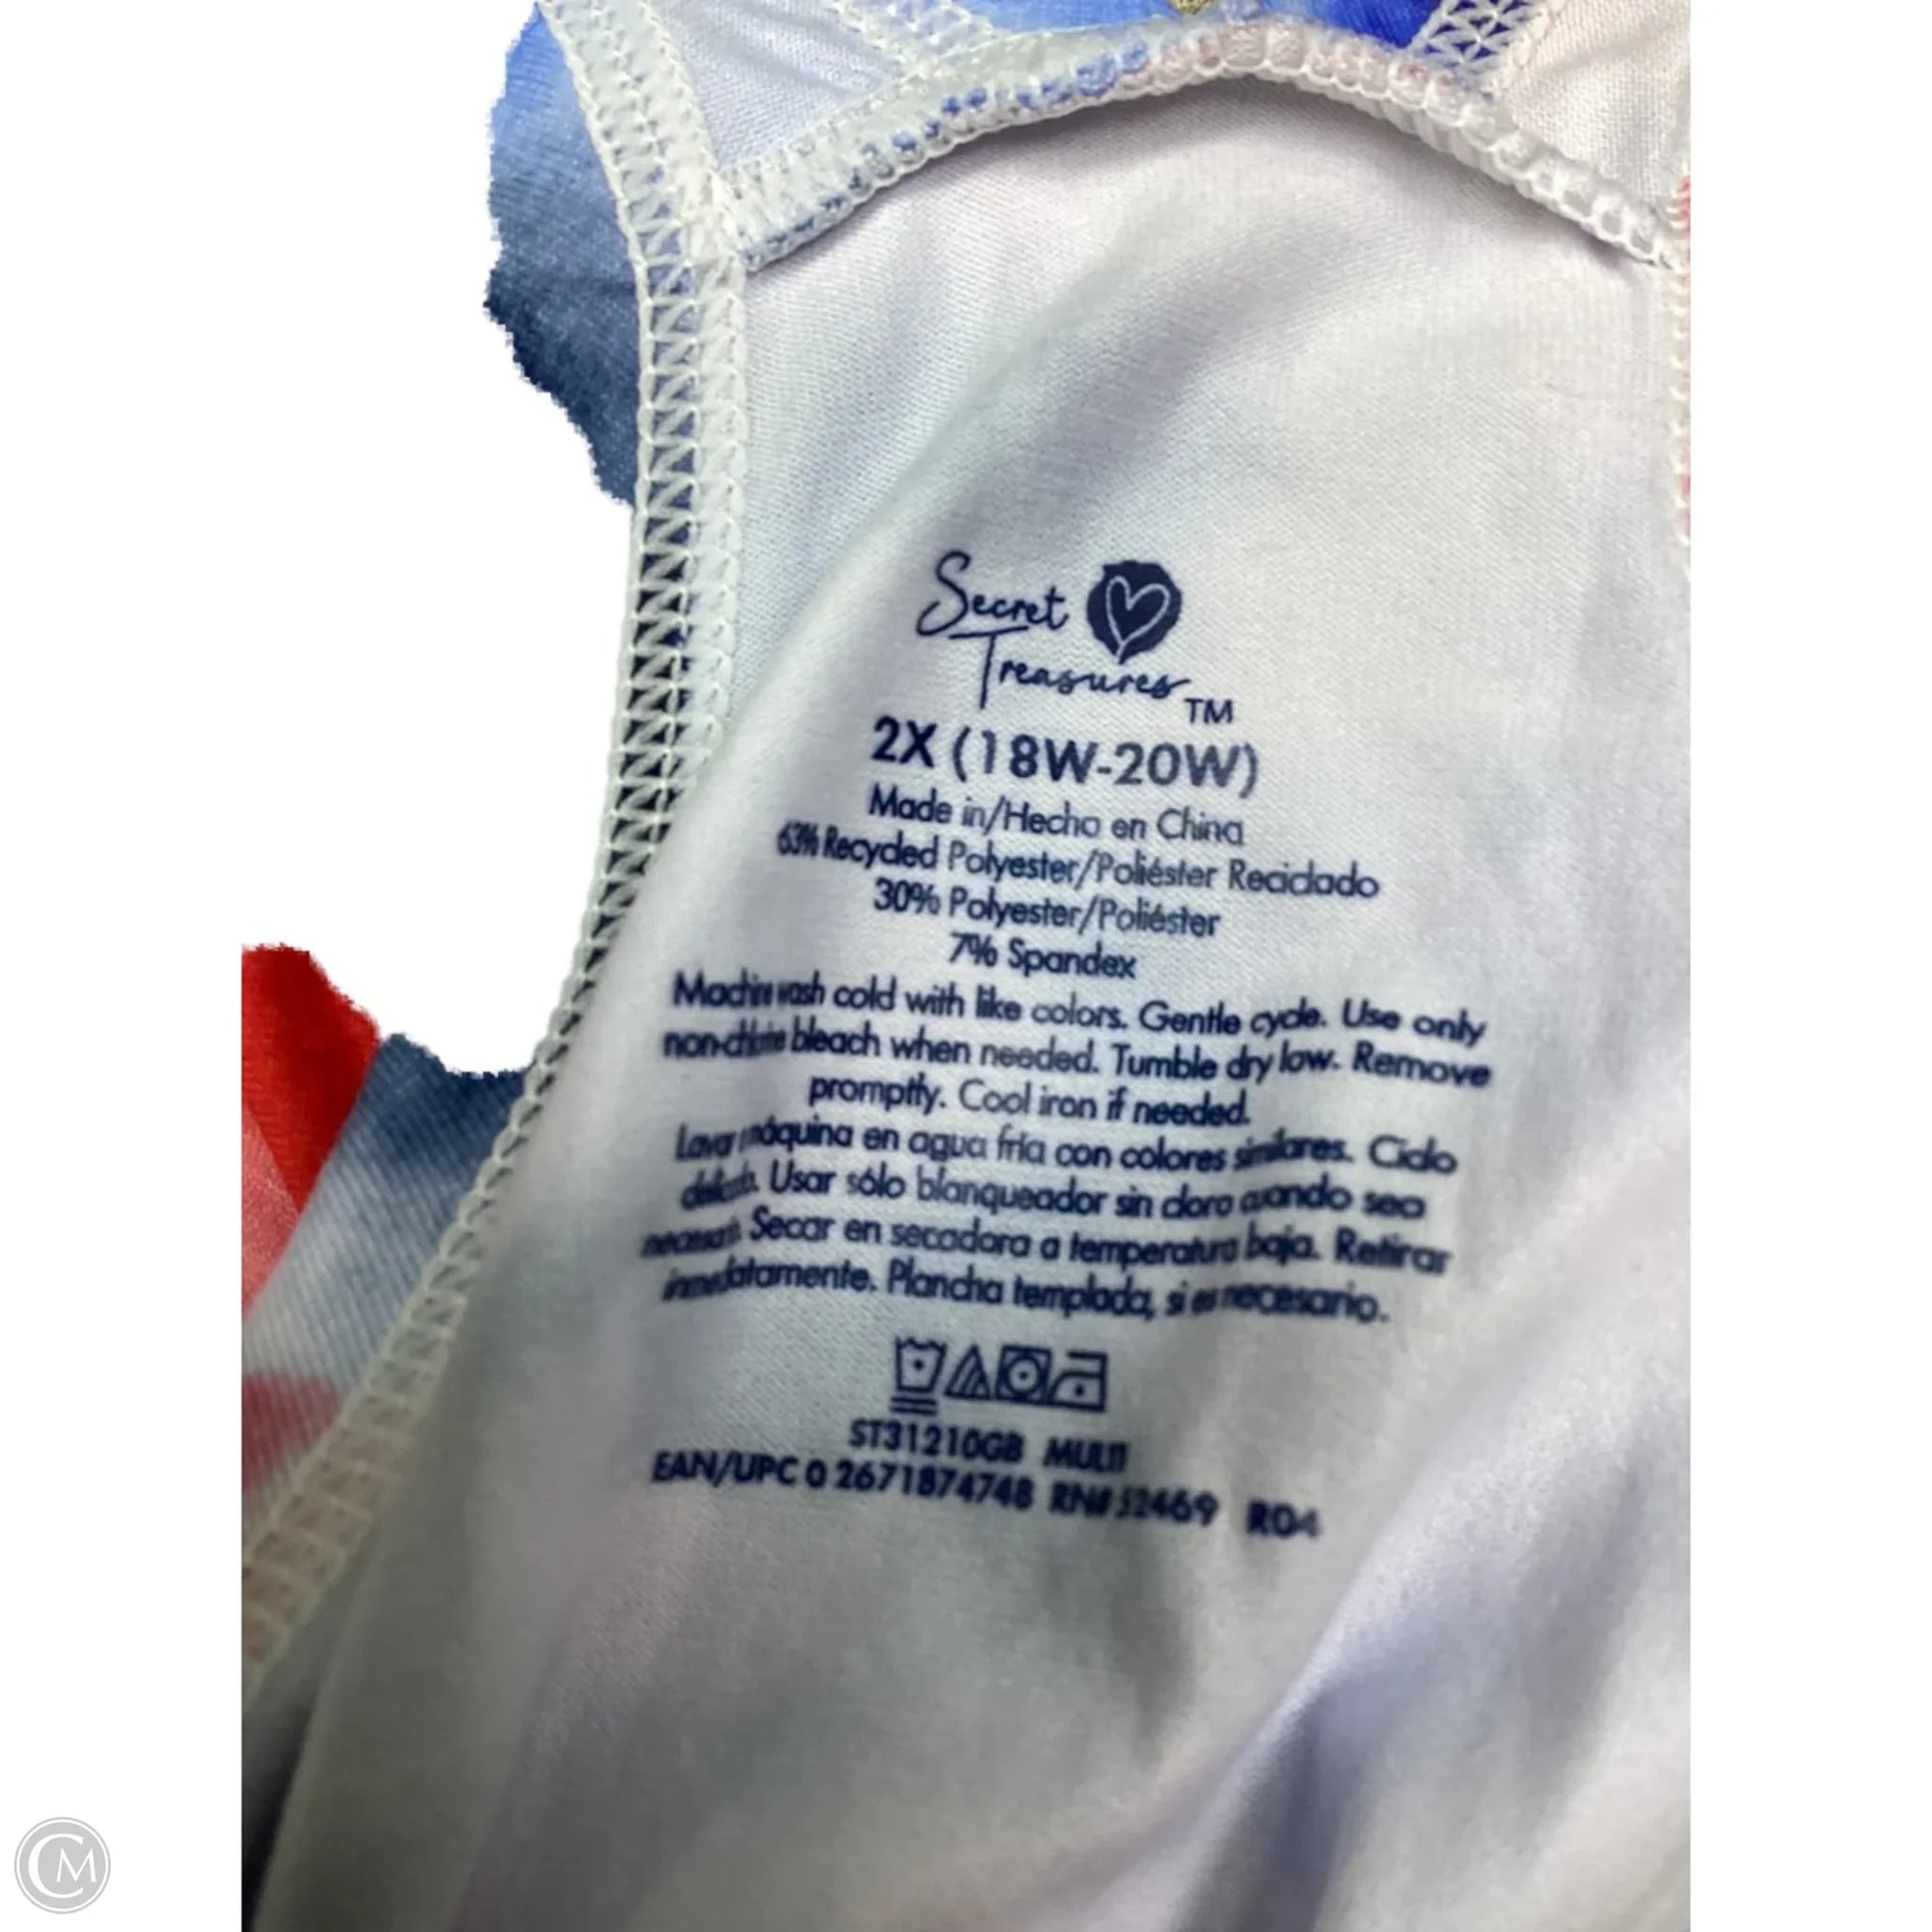 Secret
Treasures TM
2X (18W-20W)
Made in/Hecho en China
63% Recycled Polyester/Poliéster Reciclado
30% Polyester/Poliéster
7% Spandex
Machine wash cold with like colors. Gentle cycle. Use only
non-chlorine bleach when needed. Tumble dry low. Remove
promptly. Cool iron if needed.
Lavar máquina en agua fría con colores similares. Ciclo
delicado. Usar sólo blanqueador sin cloro cuando sea
necesario. Secar en secadora a temperatura baja. Retirar
inmediatamente. Plancha templada, si es necesario.
ST31210GB MULTI
EAN/UPC 0 2671874748 RN# 52469 R04
CM